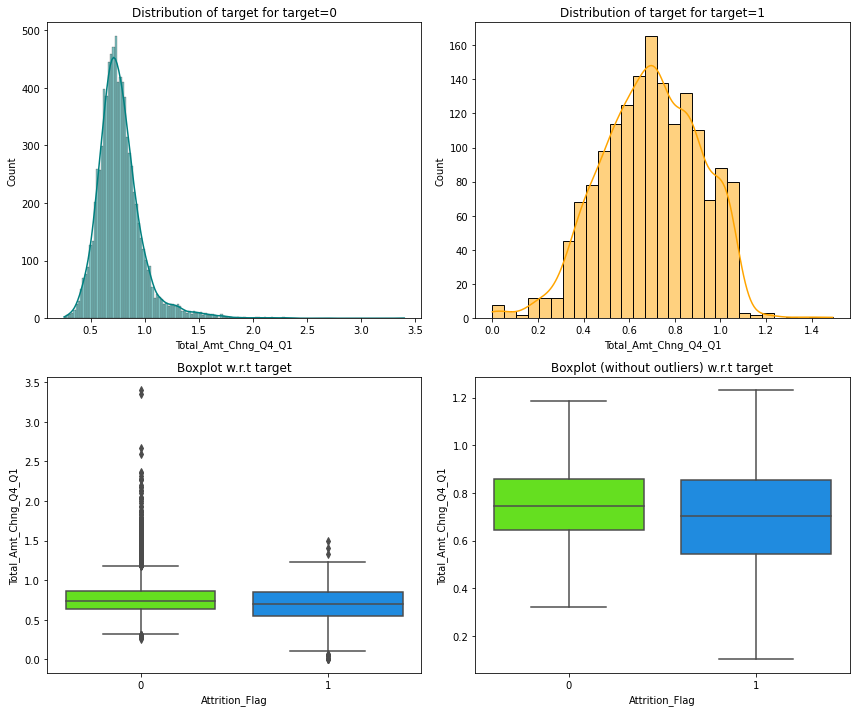 Distribution of target for target=0
500
400
300
200
100
0
Count
0.5 1.0 1.5 2.0 2.5 3.0 3.5
Total_Amt_Chng_Q4_Q1
Distribution of target for target=1
160
140
120
100
80
60
40
20
0
Count
0.0 0.2 0.4 0.6 0.8 1.0 1.2 1.4
Total_Amt_Chng_Q4_Q1
Boxplot w.r.t target
3.5
3.0
2.5
2.0
1.5
1.0
0.5
0.0
Total_Amt_Chng_Q4_Q1
0 1
Attrition_Flag
Boxplot (without outliers) w.r.t target
1.2
1.0
0.8
0.6
0.4
0.2
Total_Amt_Chng_Q4_Q1
0 1
Attrition_Flag